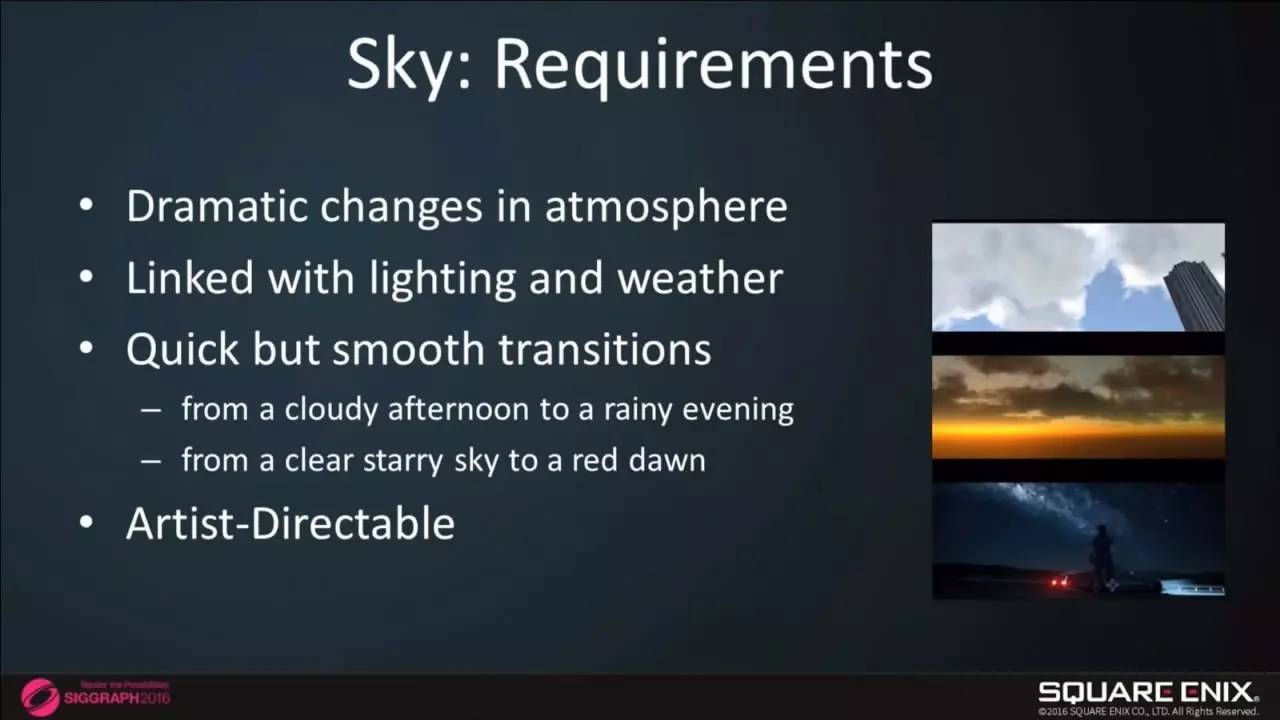 Sky: Requirements
• Dramatic changes in atmosphere
• Linked with lighting and weather
• Quick but smooth transitions
– from a cloudy afternoon to a rainy evening
– from a clear starry sky to a red dawn
• Artist-Directable
Render the Possibilities
SIGGRAPH2016
SQUARE ENIX.
©2016 SQUARE ENIX CO., LTD. All Rights Reserved.